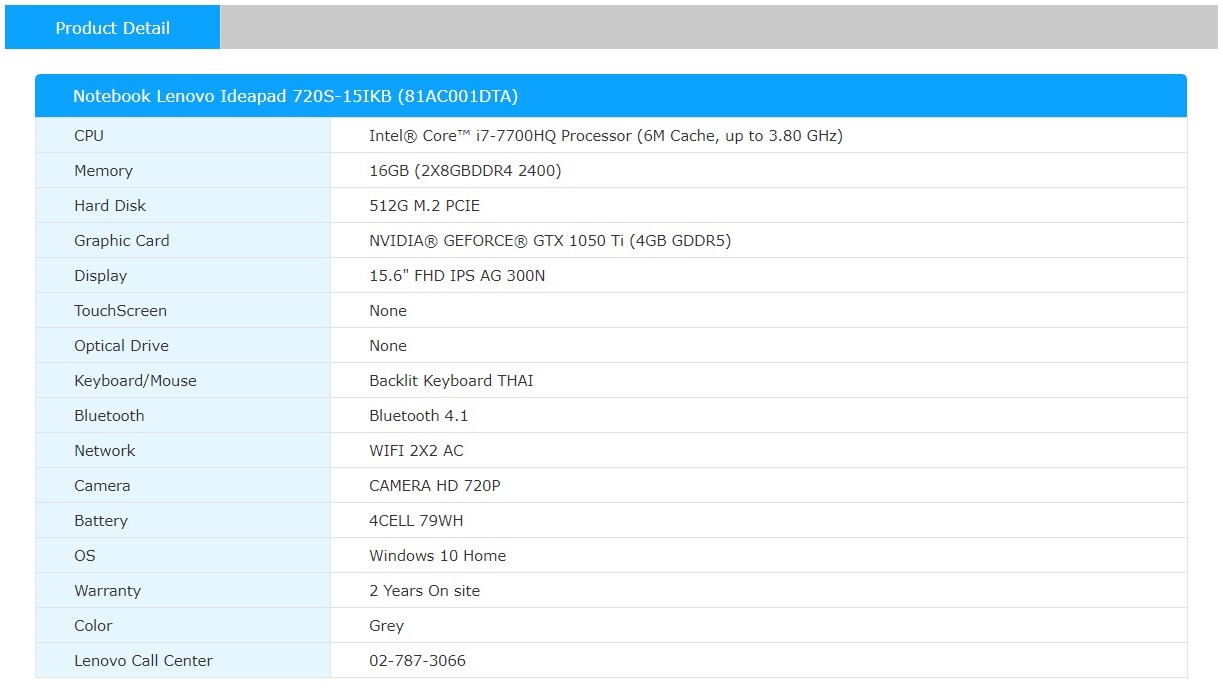 Product Detail
Notebook Lenovo Ideapad 720S-15IKB (81AC001DTA)
CPU Intel® Core™ i7-7700HQ Processor (6M Cache, up to 3.80 GHz)
Memory 16GB (2X8GBDDR4 2400)
Hard Disk 512G M.2 PCIE
Graphic Card NVIDIA® GEFORCE® GTX 1050 Ti (4GB GDDR5)
Display 15.6" FHD IPS AG 300N
TouchScreen None
Optical Drive None
Keyboard/Mouse Backlit Keyboard THAI
Bluetooth Bluetooth 4.1
Network WIFI 2X2 AC
Camera CAMERA HD 720P
Battery 4CELL 79WH
OS Windows 10 Home
Warranty 2 Years On site
Color Grey
Lenovo Call Center 02-787-3066